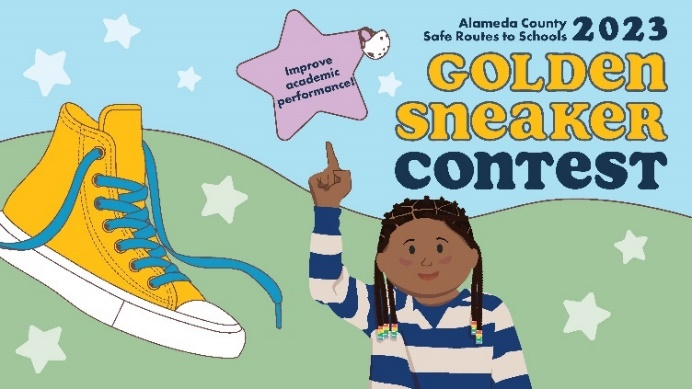 Alameda County
Safe Routes to Schools 2023
GOLDEN
SNEAKER
CONTEST
Improve
academic
performance!